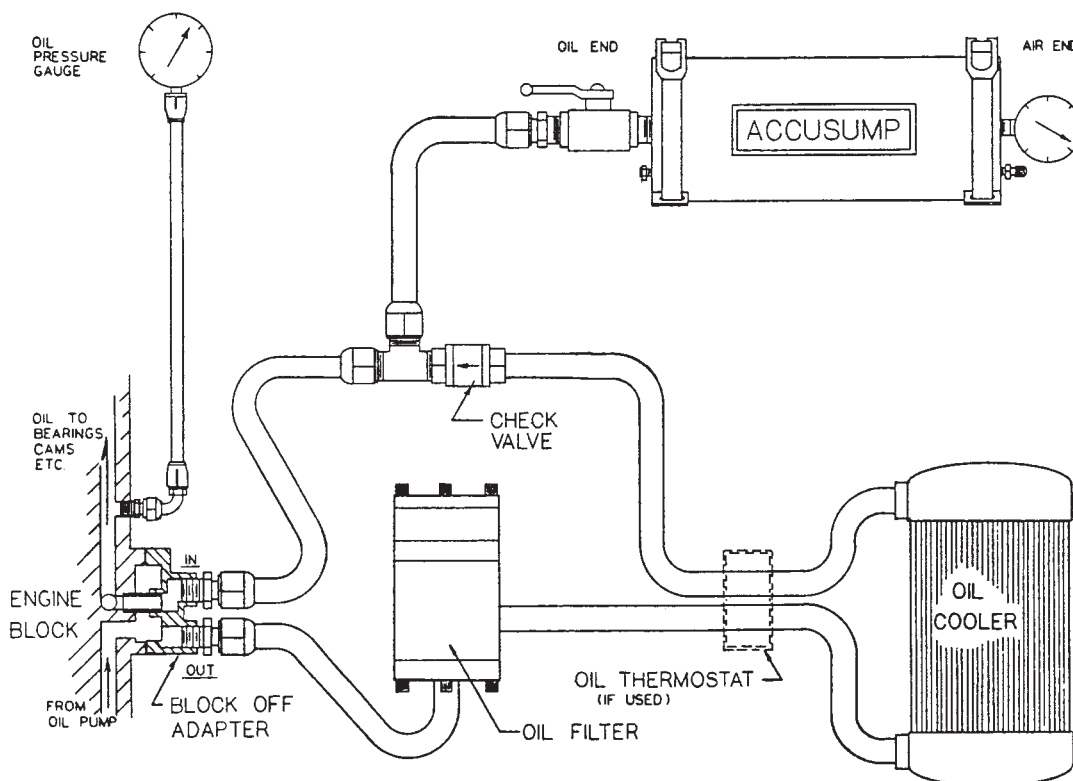 OIL
PRESSURE
GAUGE
OIL END
AIR END
ACCUSUMP
CHECK
VALVE
OIL TO
BEARINGS
CAMS
ETC.
IN
ENGINE
BLOCK
OUT
FROM
OIL PUMP
BLOCK OFF
ADAPTER
OIL FILTER
OIL THERMOSTAT
(IF USED)
OIL
COOLER